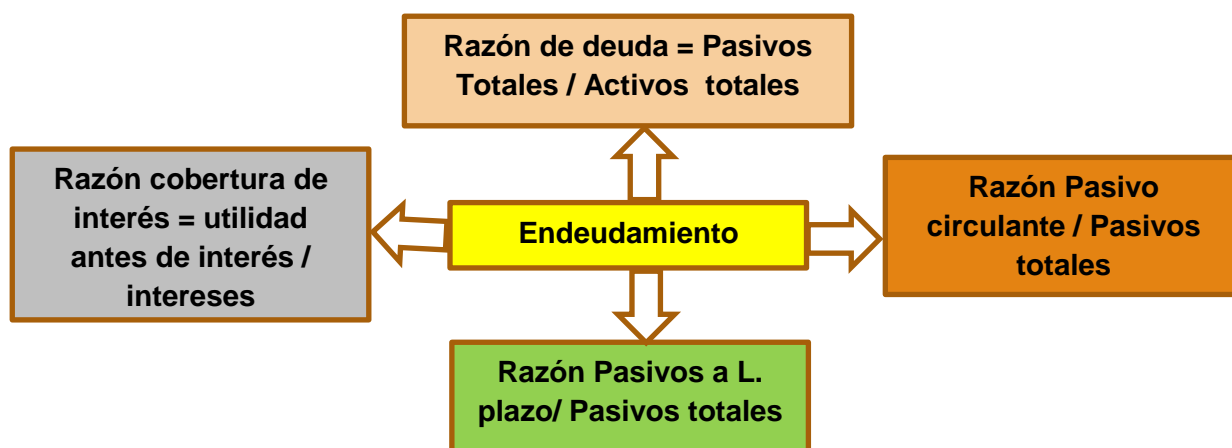 Razón de deuda = Pasivos
Totales / Activos totales
Razón cobertura de
interés = utilidad
antes de interés /
intereses
Endeudamiento
Razón Pasivo
circulante / Pasivos
totales
Razón Pasivos a L.
plazo/ Pasivos totales